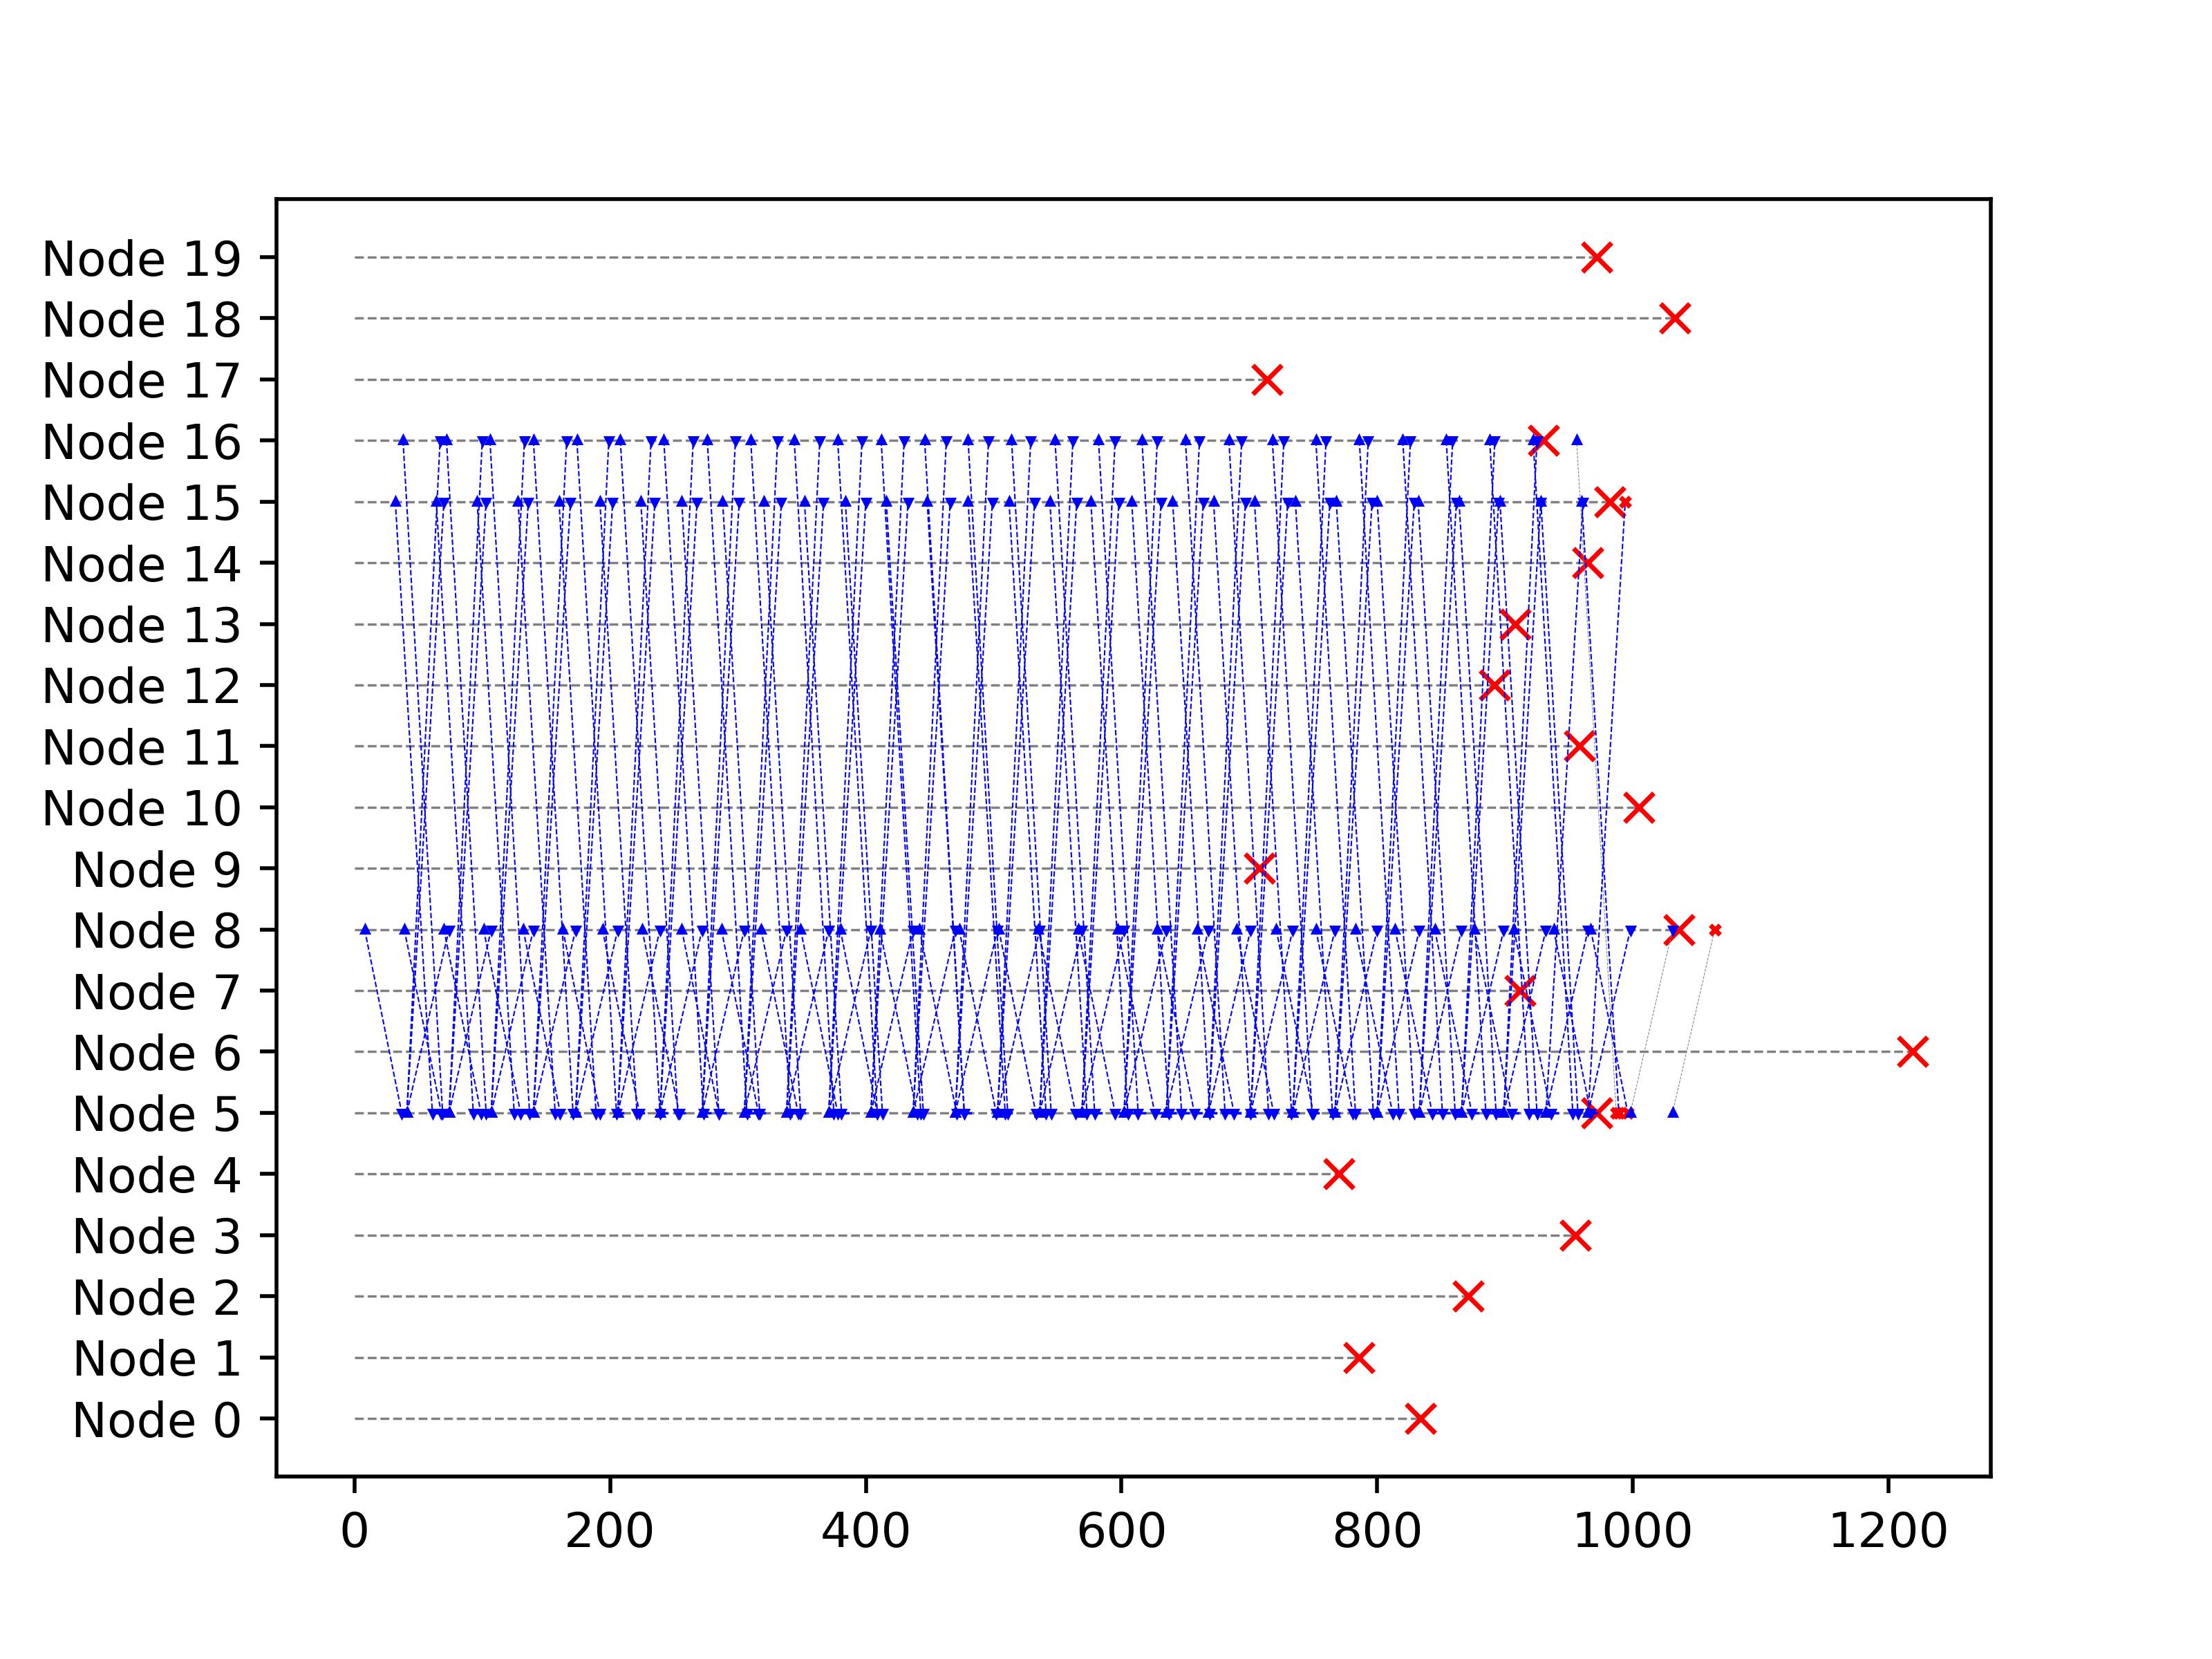 Node 19
Node 18
Node 17
Node 16
Node 15
Node 14
Node 13
Node 12
Node 11
Node 10
Node 9
Node 8
Node 7
Node 6
Node 5
Node 4
Node 3
Node 2
Node 1
Node 0
0 200 400 600 800 1000 1200